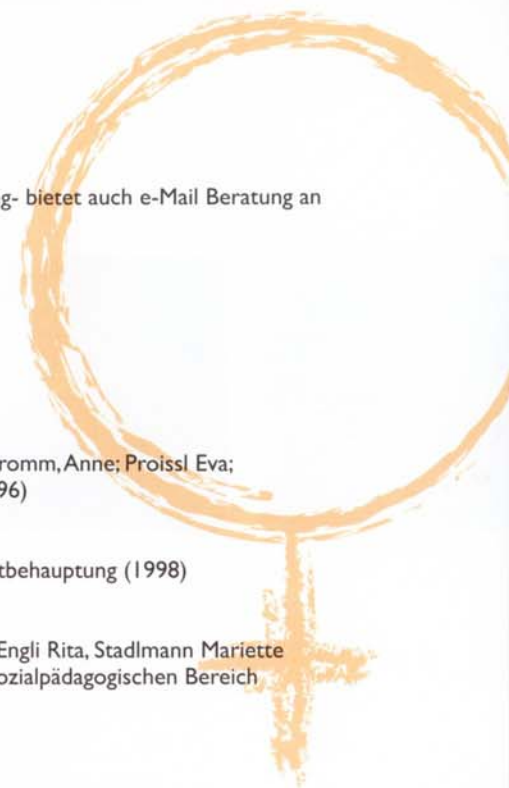 g- bietet auch e-Mail Beratung an
romm, Anne; Proissl Eva;
96)
tbehauptung (1998)
Engli Rita, Stadlmann Mariette
ozialpädagogischen Bereich